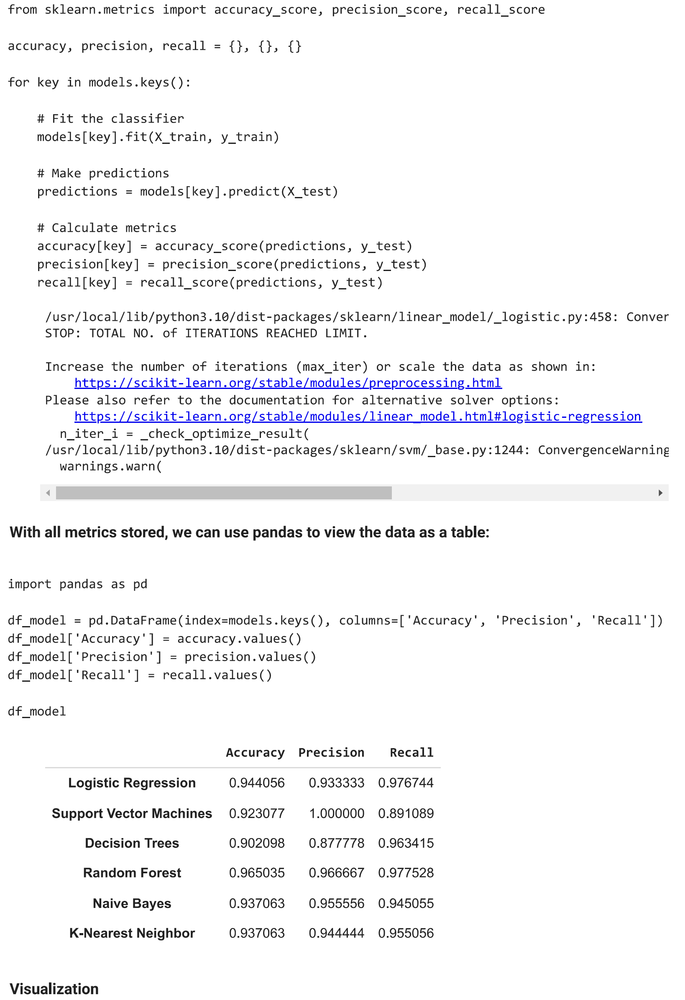 from sklearn.metrics import accuracy_score, precision_score, recall_score

accuracy, precision, recall = {}, {}, {}

for key in models.keys():

    # Fit the classifier
    models[key].fit(X_train, y_train)

    # Make predictions
    predictions = models[key].predict(X_test)

    # Calculate metrics
    accuracy[key] = accuracy_score(predictions, y_test)
    precision[key] = precision_score(predictions, y_test)
    recall[key] = recall_score(predictions, y_test)

/usr/local/lib/python3.10/dist-packages/sklearn/linear_model/_logistic.py:458: Conver
STOP: TOTAL NO. of ITERATIONS REACHED LIMIT.

Increase the number of iterations (max_iter) or scale the data as shown in:
    https://scikit-learn.org/stable/modules/preprocessing.html
Please also refer to the documentation for alternative solver options:
    https://scikit-learn.org/stable/modules/linear_model.html#logistic-regression
  n_iter_i = _check_optimize_result(
/usr/local/lib/python3.10/dist-packages/sklearn/svm/_base.py:1244: ConvergenceWarning
  warnings.warn(

With all metrics stored, we can use pandas to view the data as a table:

import pandas as pd

df_model = pd.DataFrame(index=models.keys(), columns=['Accuracy', 'Precision', 'Recall'])
df_model['Accuracy'] = accuracy.values()
df_model['Precision'] = precision.values()
df_model['Recall'] = recall.values()

df_model

Accuracy Precision Recall
Logistic Regression 0.944056 0.933333 0.976744
Support Vector Machines 0.923077 1.000000 0.891089
Decision Trees 0.902098 0.877778 0.963415
Random Forest 0.965035 0.966667 0.977528
Naive Bayes 0.937063 0.955556 0.945055
K-Nearest Neighbor 0.937063 0.944444 0.955056

Visualization